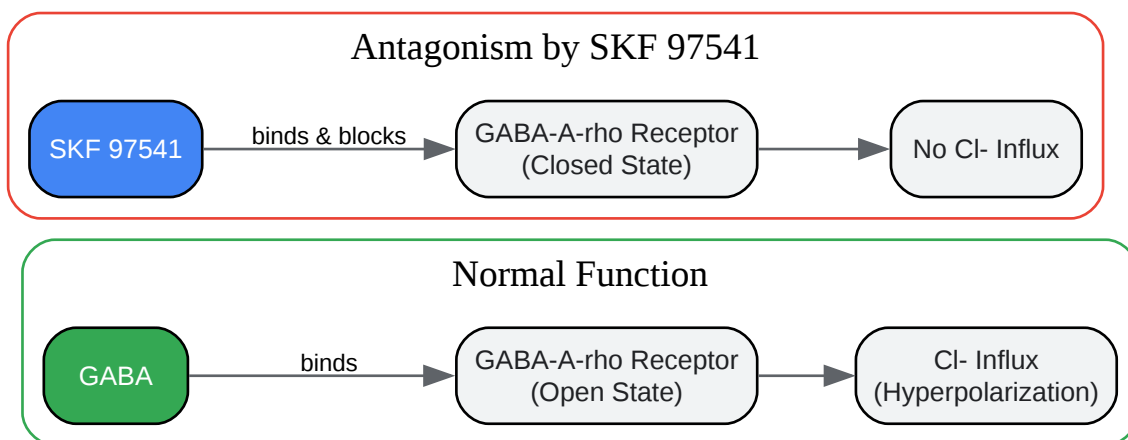 Antagonism by SKF 97541
SKF 97541
binds & blocks
GABA-A-rho Receptor
(Closed State)
No Cl- Influx
Normal Function
GABA
binds
GABA-A-rho Receptor
(Open State)
Cl- Influx
(Hyperpolarization)